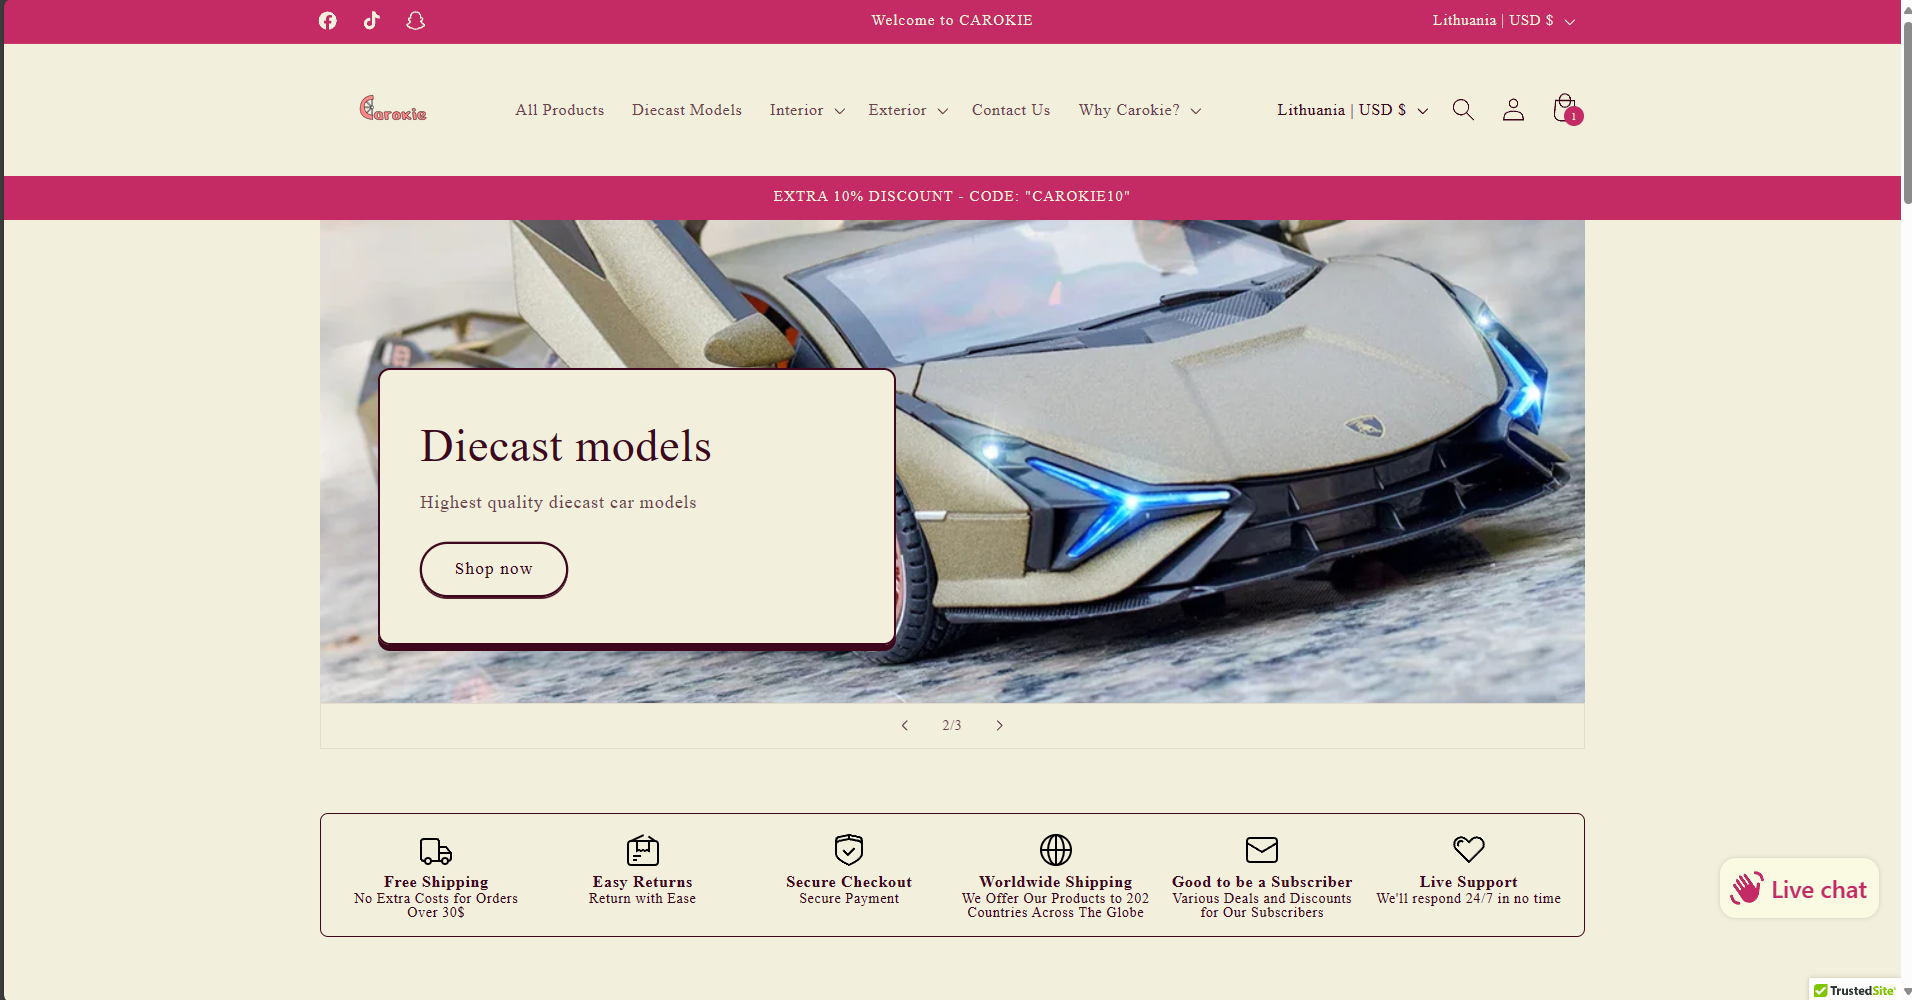 Welcome to CAROKIE
Lithuania | USD $
Carokie
All Products
Diecast Models
Interior
Exterior
Contact Us
Why Carokie?
Lithuania | USD $
1
EXTRA 10% DISCOUNT - CODE: "CAROKIE10"
Diecast models
Highest quality diecast car models
Shop now
2/3
Free Shipping
No Extra Costs for Orders
Over 30$
Easy Returns
Return with Ease
Secure Checkout
Secure Payment
Worldwide Shipping
We Offer Our Products to 202
Countries Across The Globe
Good to be a Subscriber
Various Deals and Discounts
for Our Subscribers
Live Support
We'll respond 24/7 in no time
Live chat
TrustedSite